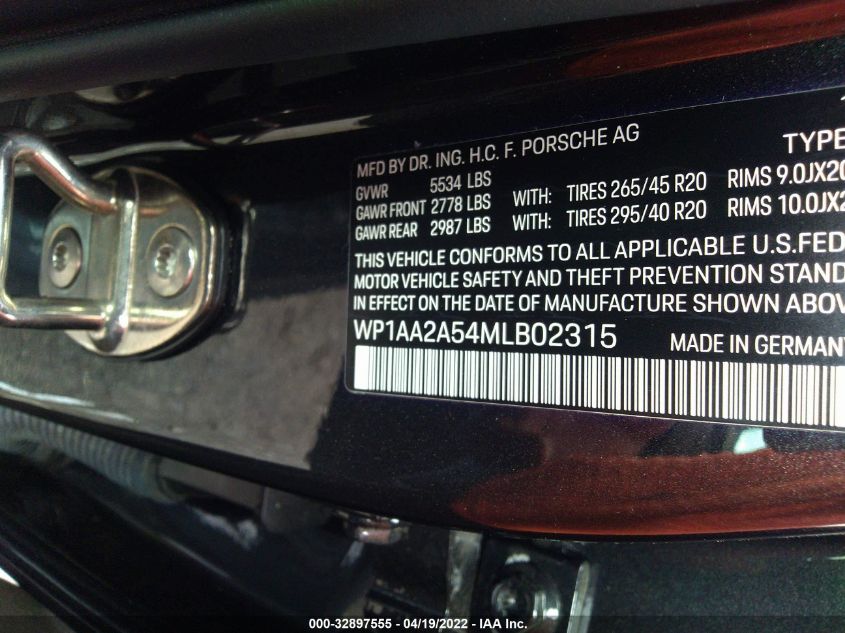 MFD BY DR. ING. H.C. F. PORSCHE AG TYPE
GVWR 5534 LBS
GAWR FRONT 2778 LBS WITH: TIRES 265/45 R20 RIMS 9.0JX20
GAWR REAR 2987 LBS WITH: TIRES 295/40 R20 RIMS 10.0JX2
THIS VEHICLE CONFORMS TO ALL APPLICABLE U.S.FED
MOTOR VEHICLE SAFETY AND THEFT PREVENTION STAND
IN EFFECT ON THE DATE OF MANUFACTURE SHOWN ABOV
WP1AA2A54MLB02315 MADE IN GERMAN
000-32897555 - 04/19/2022 - IAA Inc.